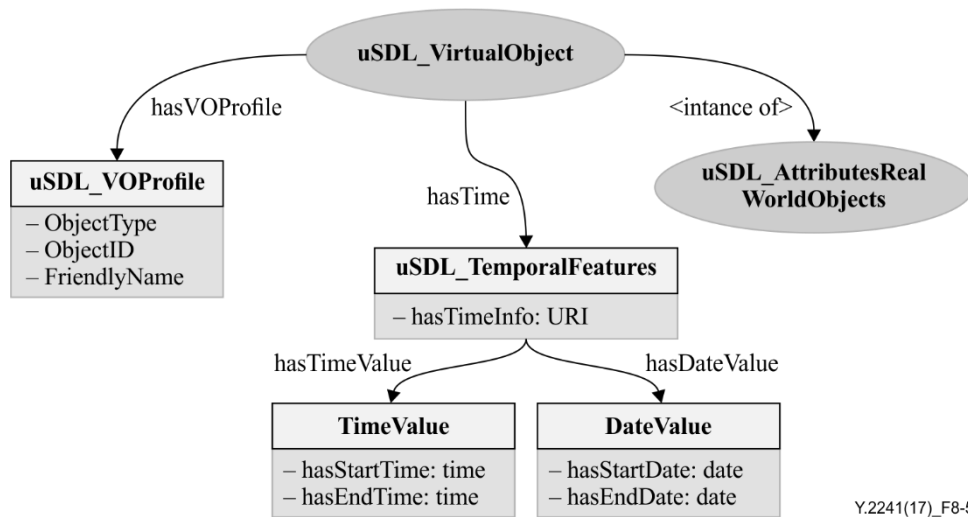 uSDL_VirtualObject
hasVOProfile
<intance of>
uSDL_VOProfile
– ObjectType
– ObjectID
– FriendlyName
uSDL_AttributesReal
WorldObjects
hasTime
uSDL_TemporalFeatures
– hasTimeInfo: URI
hasTimeValue
hasDateValue
TimeValue
– hasStartTime: time
– hasEndTime: time
DateValue
– hasStartDate: date
– hasEndDate: date
Y.2241(17)_F8-5